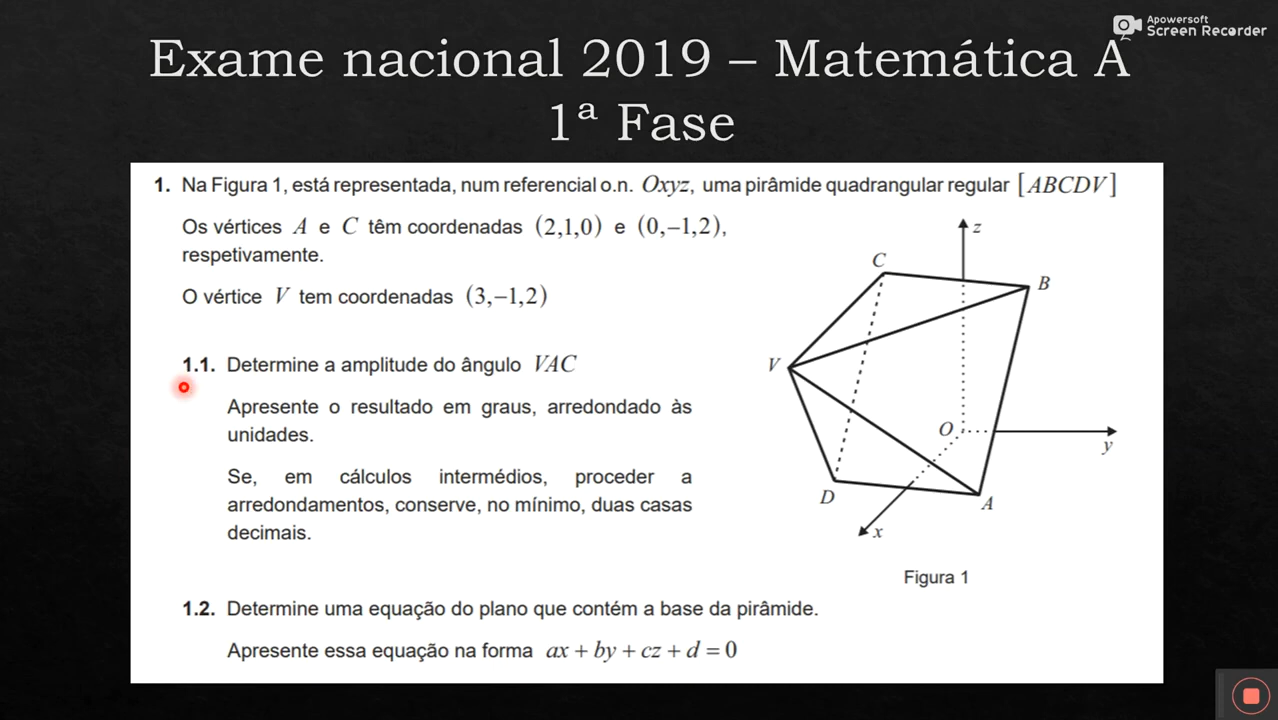 Apowersoft
Screen Recorder
Exame nacional 2019 – Matemática A
1ª Fase
1. Na Figura 1, está representada, num referencial o.n. Oxyz, uma pirâmide quadrangular regular [ABCDV]
Os vértices A e C têm coordenadas (2,1,0) e (0,–1,2),
respetivamente.
O vértice V tem coordenadas (3,–1,2)
1.1. Determine a amplitude do ângulo VAC
Apresente o resultado em graus, arredondado às
unidades.
Se, em cálculos intermédios, proceder a
arredondamentos, conserve, no mínimo, duas casas
decimais.
z
C
B
V
O
y
D
A
x
Figura 1
1.2. Determine uma equação do plano que contém a base da pirâmide.
Apresente essa equação na forma ax + by + cz + d = 0